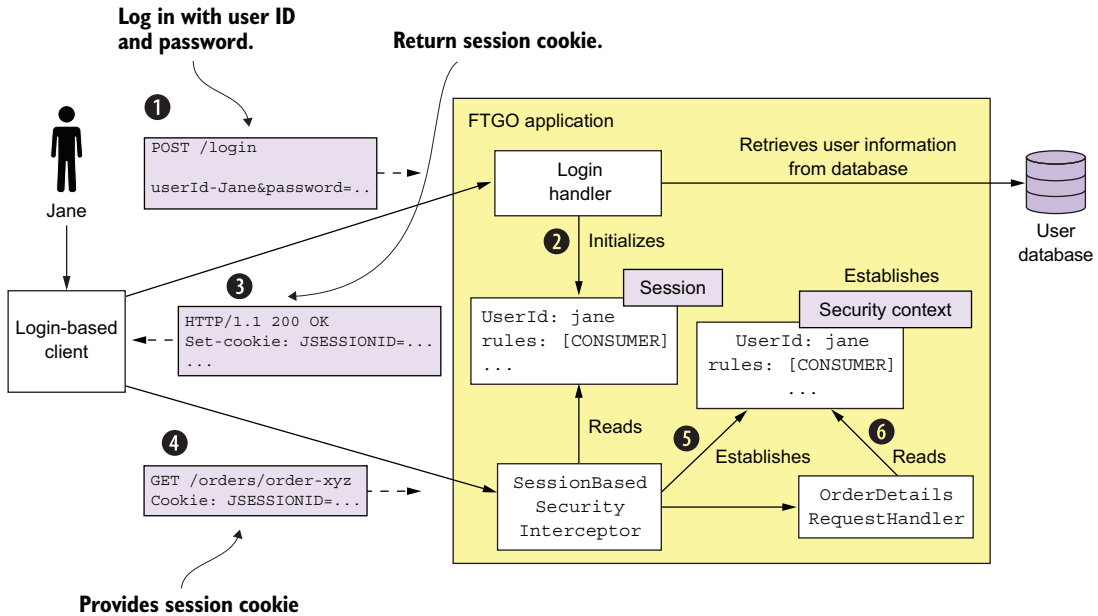 Log in with user ID
and password.
Return session cookie.
1
POST /login
userId-Jane&password=..
Jane
FTGO application
Login
handler
Retrieves user information
from database
User
database
2
Initializes
3
HTTP/1.1 200 OK
Set-cookie: JSESSIONID=...
...
Login-based
client
Session
UserId: jane
rules: [CONSUMER]
...
Establishes
Security context
UserId: jane
rules: [CONSUMER]
...
Reads
5
Establishes
6
Reads
4
GET /orders/order-xyz
Cookie: JSESSIONID=...
SessionBased
Security
Interceptor
OrderDetails
RequestHandler
Provides session cookie